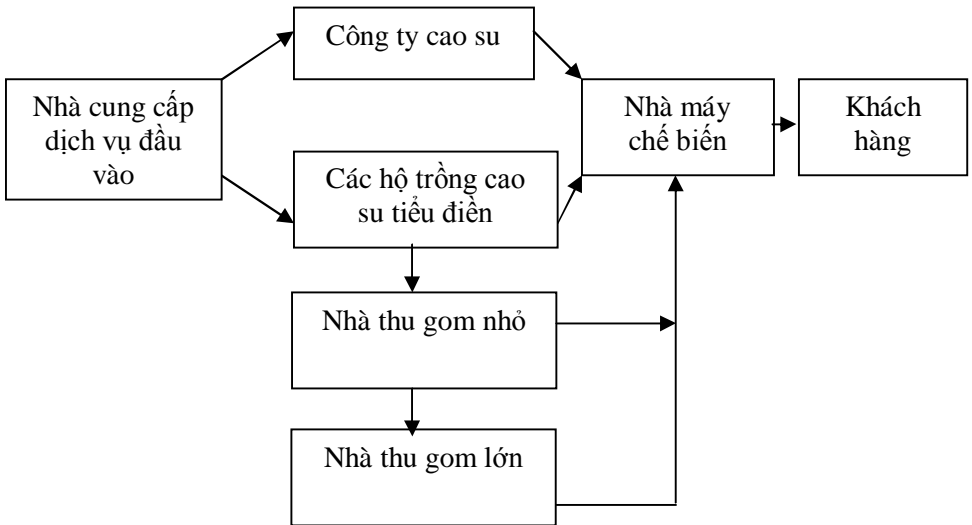 Công ty cao su
Nhà cung cấp
dịch vụ đầu
vào
Nhà máy
chế biến
Khách
hàng
Các hộ trồng cao
su tiểu điền
Nhà thu gom nhỏ
Nhà thu gom lớn